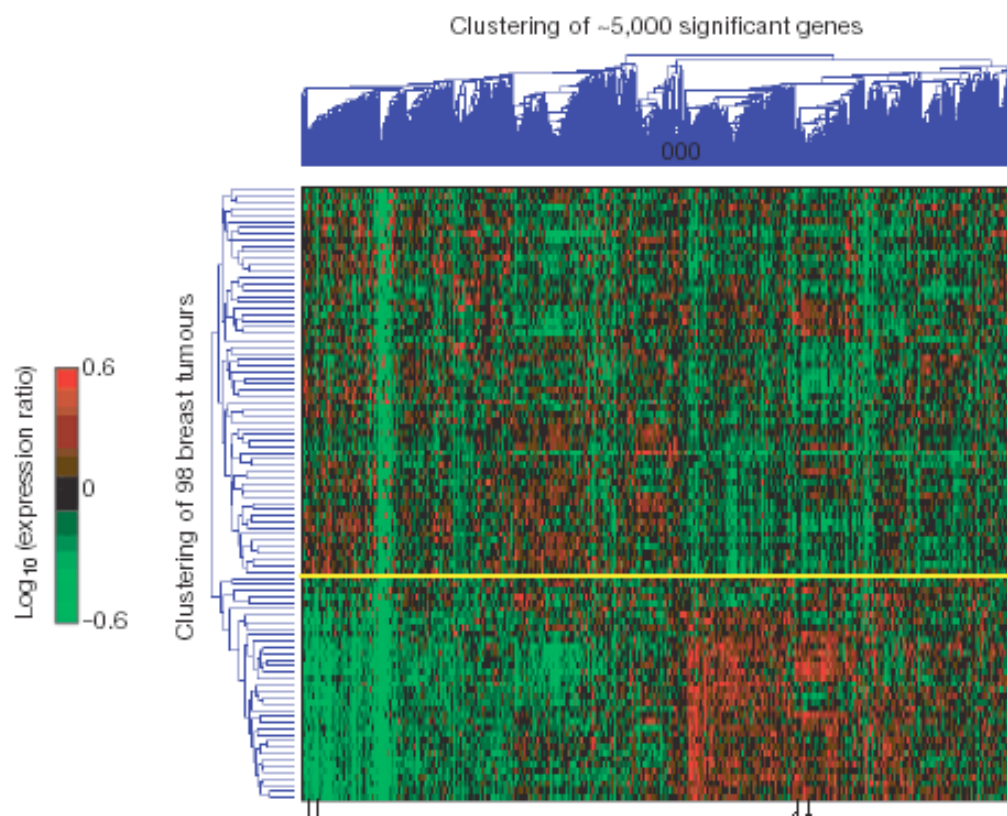 Clustering of ~5,000 significant genes
000
Clustering of 98 breast tumours
Log10 (expression ratio)
0.6
0
-0.6